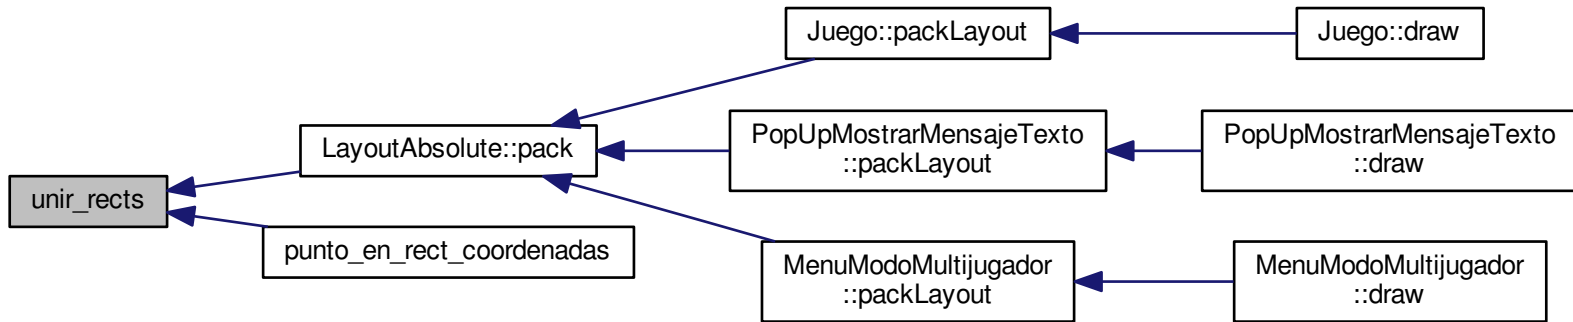 unir_rects
LayoutAbsolute::pack
punto_en_rect_coordenadas
Juego::packLayout
Juego::draw
PopUpMostrarMensajeTexto
::packLayout
PopUpMostrarMensajeTexto
::draw
MenuModoMultijugador
::packLayout
MenuModoMultijugador
::draw